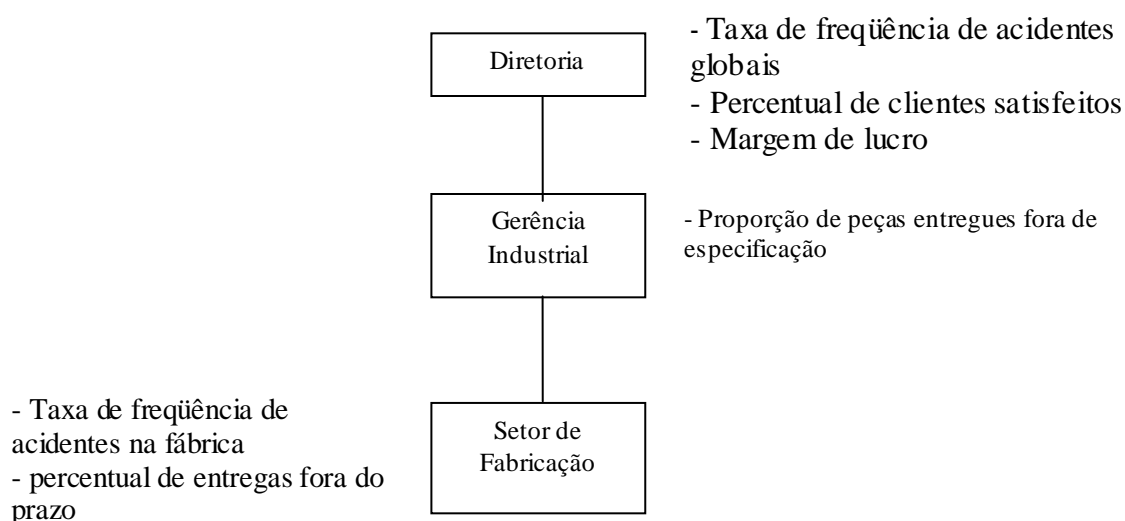 Diretoria
- Taxa de freqüência de acidentes
globais
- Percentual de clientes satisfeitos
- Margem de lucro
Gerência
Industrial
- Proporção de peças entregues fora de
especificação
- Taxa de freqüência de
acidentes na fábrica
- percentual de entregas fora do
prazo
Setor de
Fabricação